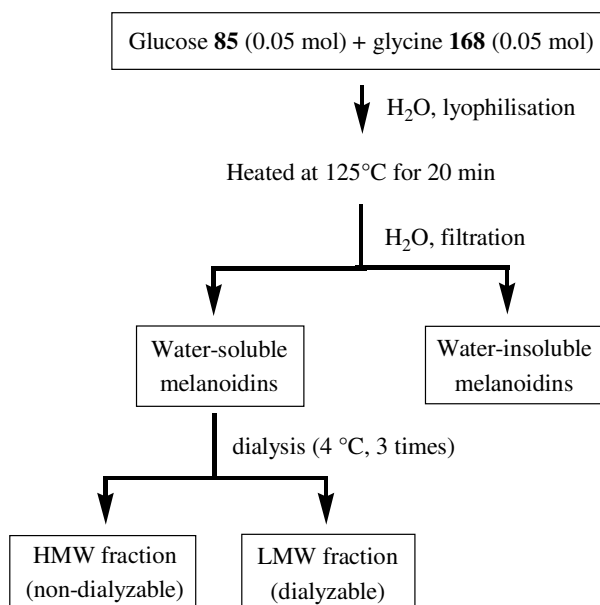 Glucose 85 (0.05 mol) + glycine 168 (0.05 mol)
H₂O, lyophilisation
Heated at 125°C for 20 min
H₂O, filtration
Water-soluble
melanoidins
Water-insoluble
melanoidins
dialysis (4 °C, 3 times)
HMW fraction
(non-dialyzable)
LMW fraction
(dialyzable)